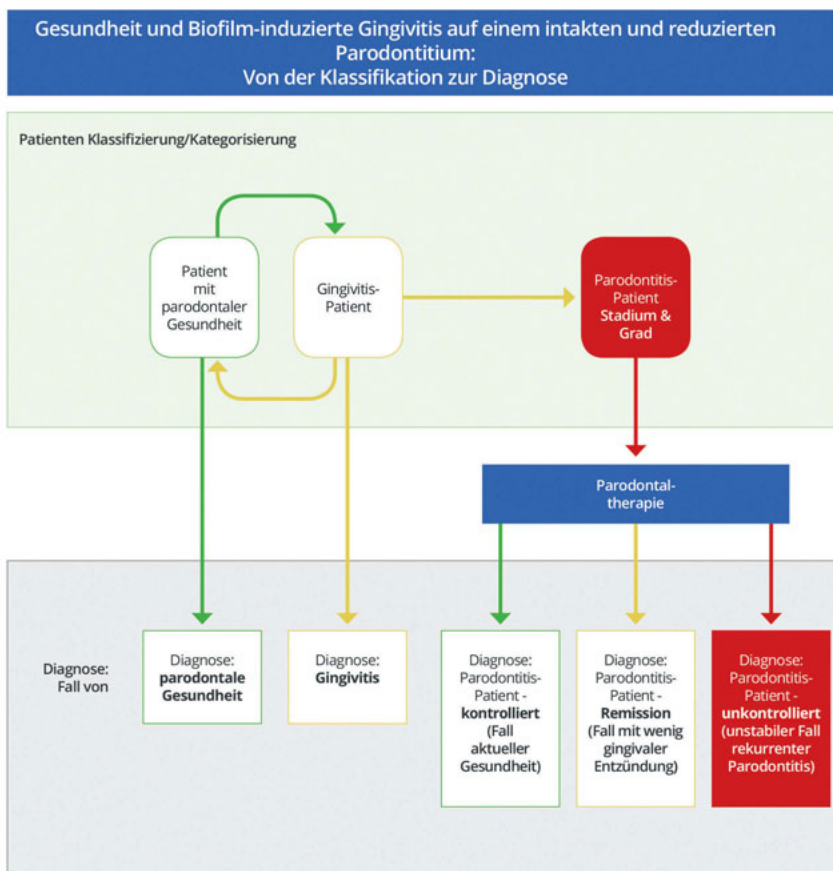 Gesundheit und Biofilm-induzierte Gingivitis auf einem intakten und reduzierten
Parodontitium:
Von der Klassifikation zur Diagnose
Patienten Klassifizierung/Kategorisierung
Patient
mit
parodontaler
Gesundheit
Gingivitis-
Patient
Parodontitis-
Patient
Stadium &
Grad
Parodontal-
therapie
Diagnose:
Fall von
Diagnose:
parodontale
Gesundheit
Diagnose:
Gingivitis
Diagnose:
Parodontitis-
Patient -
kontrolliert
(Fall
aktueller
Gesundheit)
Diagnose:
Parodontitis-
Patient -
Remission
(Fall mit wenig
gingivaler
Entzündung)
Diagnose:
Parodontitis-
Patient -
unkontrolliert
(unstabiler Fall
rekurrenter
Parodontitis)